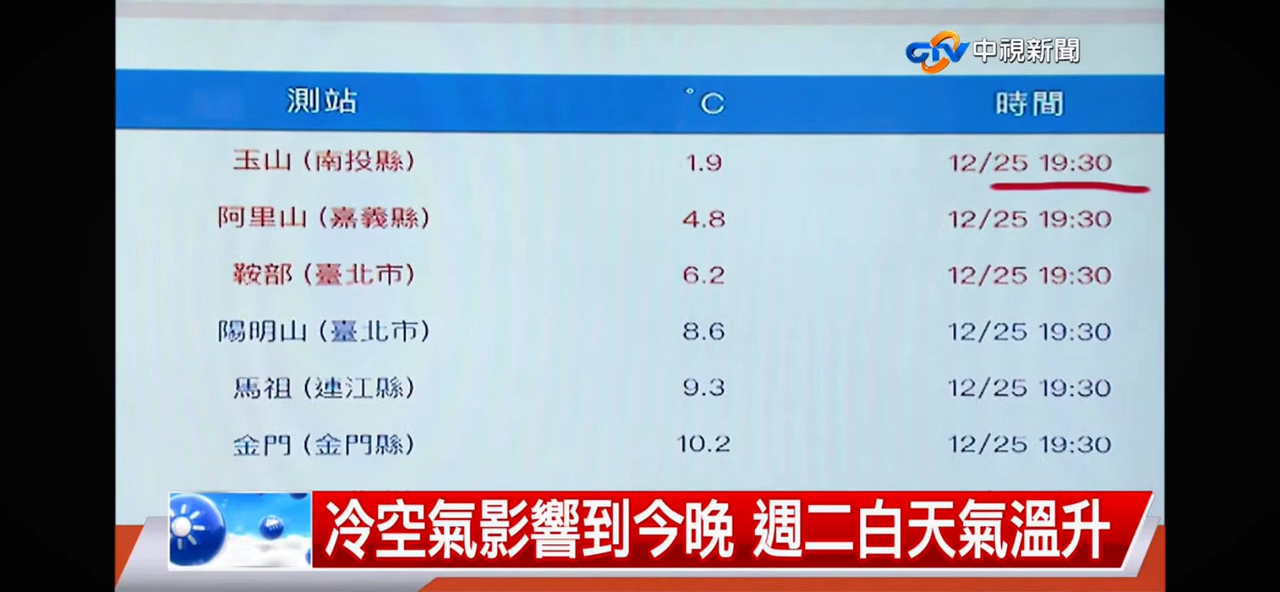 CTV 中視新聞
測站 °C 時間
玉山 (南投縣) 1.9 12/25 19:30
阿里山 (嘉義縣) 4.8 12/25 19:30
鞍部 (臺北市) 6.2 12/25 19:30
陽明山 (臺北市) 8.6 12/25 19:30
馬祖 (連江縣) 9.3 12/25 19:30
金門 (金門縣) 10.2 12/25 19:30
冷空氣影響到今晚 週二白天氣溫升